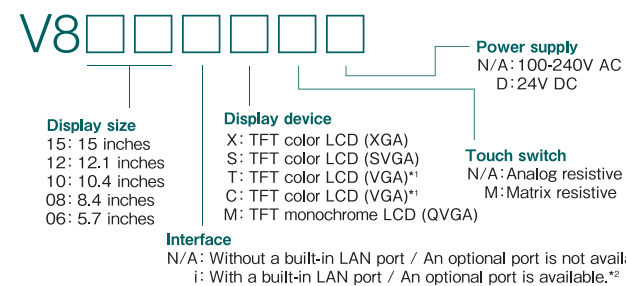 V8□□□□□□
Power supply
N/A: 100-240V AC
D: 24V DC
Display size
15: 15 inches
12: 12.1 inches
10: 10.4 inches
08: 8.4 inches
06: 5.7 inches
Display device
X: TFT color LCD (XGA)
S: TFT color LCD (SVGA)
T: TFT color LCD (VGA)*1
C: TFT color LCD (VGA)*1
M: TFT monochrome LCD (QVGA)
Touch switch
N/A: Analog resistive
M: Matrix resistive
Interface
N/A: Without a built-in LAN port / An optional port is not
i: With a built-in LAN port / An optional port is available.*2